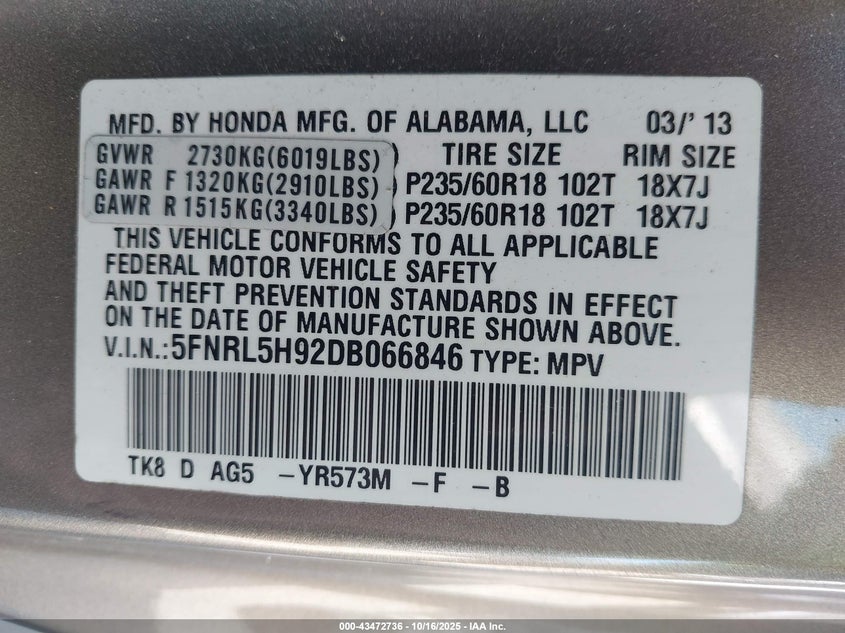 MFD. BY HONDA MFG. OF ALABAMA, LLC 03/' 13
GVWR 2730KG(6019LBS) ) TIRE SIZE RIM SIZE
GAWR F 1320KG(2910LBS) ) P235/60R18 102T 18X7J
GAWR R 1515KG(3340LBS) ) P235/60R18 102T 18X7J
THIS VEHICLE CONFORMS TO ALL APPLICABLE
FEDERAL MOTOR VEHICLE SAFETY
AND THEFT PREVENTION STANDARDS IN EFFECT
ON THE DATE OF MANUFACTURE SHOWN ABOVE.
V.I.N.:5FNRL5H92DB066846 TYPE: MPV
TK8 D AG5 -YR573M -F -B
000-43472736 - 10/16/2025 - IAA Inc.